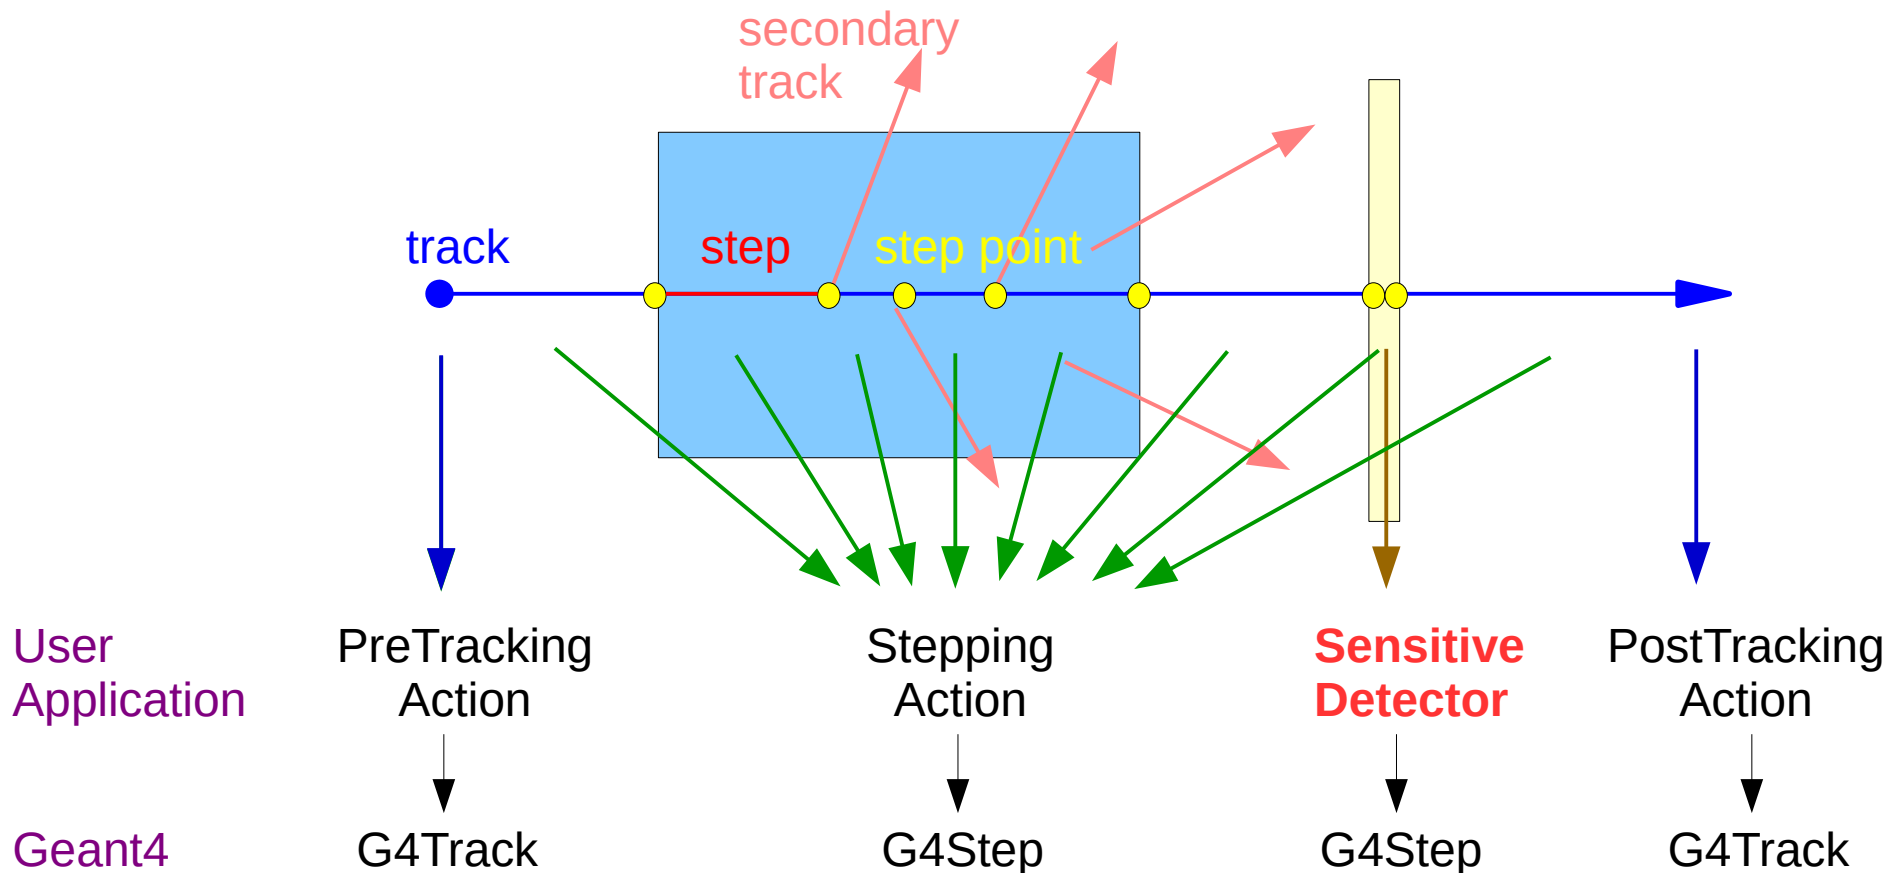 secondary
track
track
step
step point
User
Application
PreTracking
Action
Stepping
Action
Sensitive
Detector
PostTracking
Action
Geant4
G4Track
G4Step
G4Step
G4Track